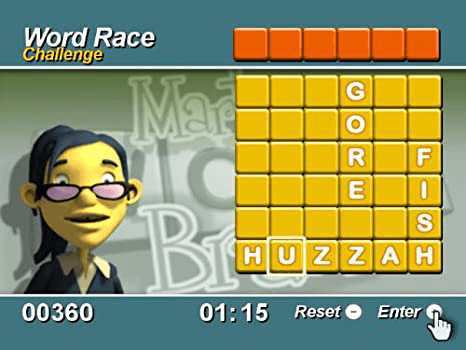 Word Race
Challenge
G
O
R F
E I
S
H U Z Z A H
00360 01:15 Reset − Enter